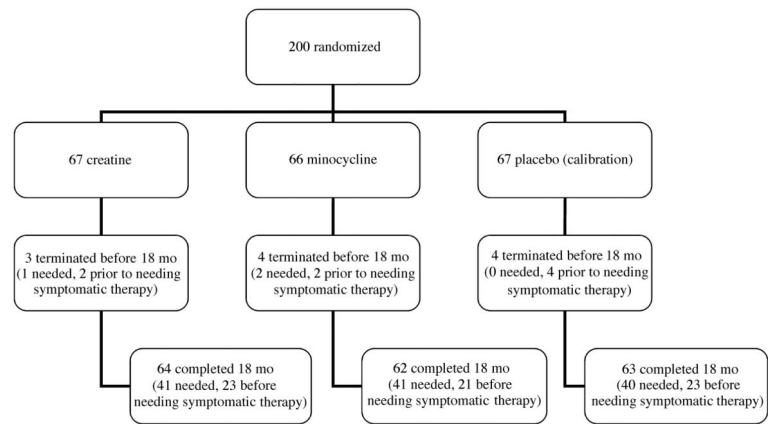 200 randomized
67 creatine
66 minocycline
67 placebo (calibration)
3 terminated before 18 mo
(1 needed, 2 prior to needing
symptomatic therapy)
4 terminated before 18 mo
(2 needed, 2 prior to needing
symptomatic therapy)
4 terminated before 18 mo
(0 needed, 4 prior to needing
symptomatic therapy)
64 completed 18 mo
(41 needed, 23 before
needing symptomatic therapy)
62 completed 18 mo
(41 needed, 21 before
needing symptomatic therapy)
63 completed 18 mo
(40 needed, 23 before
needing symptomatic therapy)